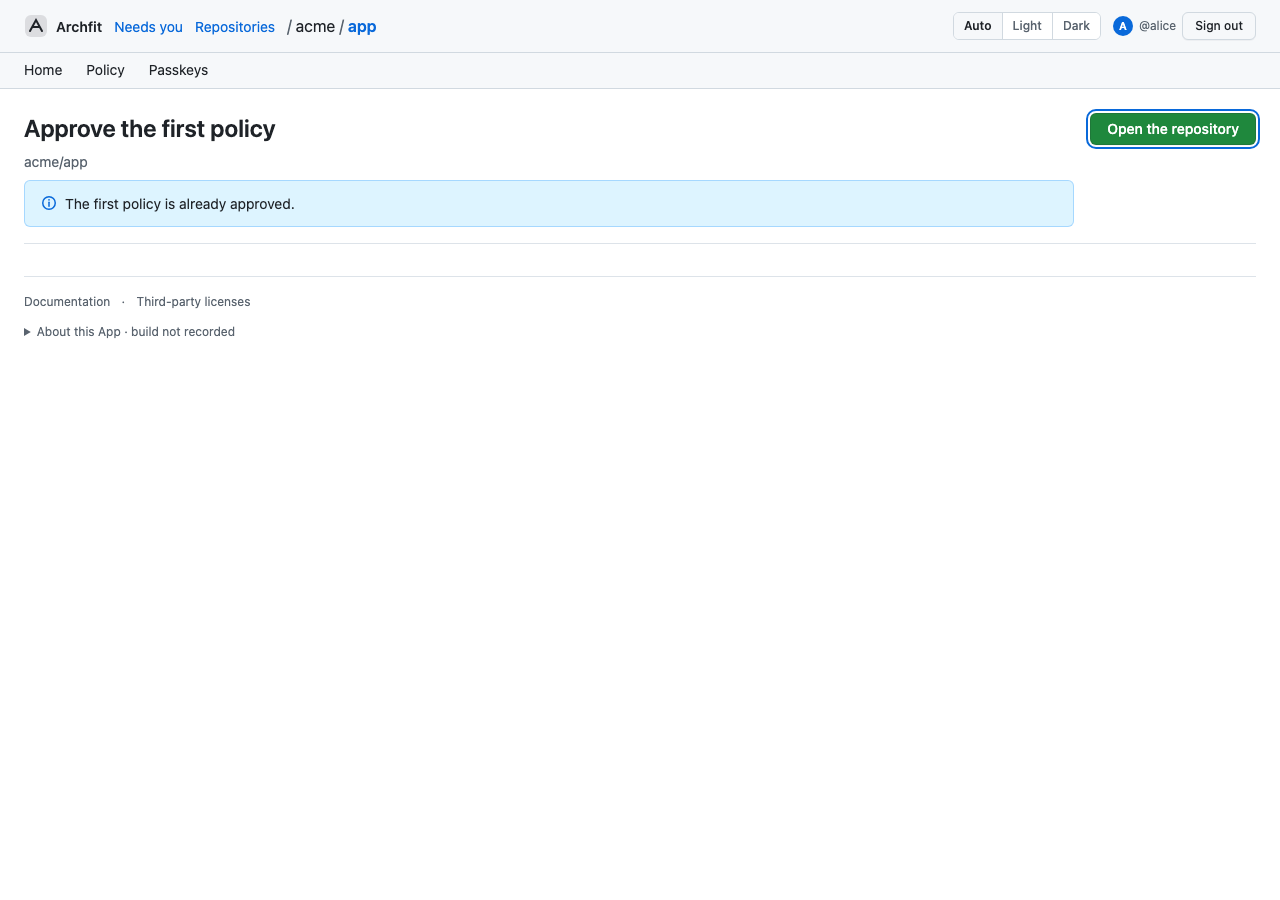 Archfit Needs you Repositories / acme / app Auto Light Dark A @alice Sign out
Home Policy Passkeys
Approve the first policy Open the repository
acme/app
The first policy is already approved.
Documentation · Third-party licenses
About this App · build not recorded